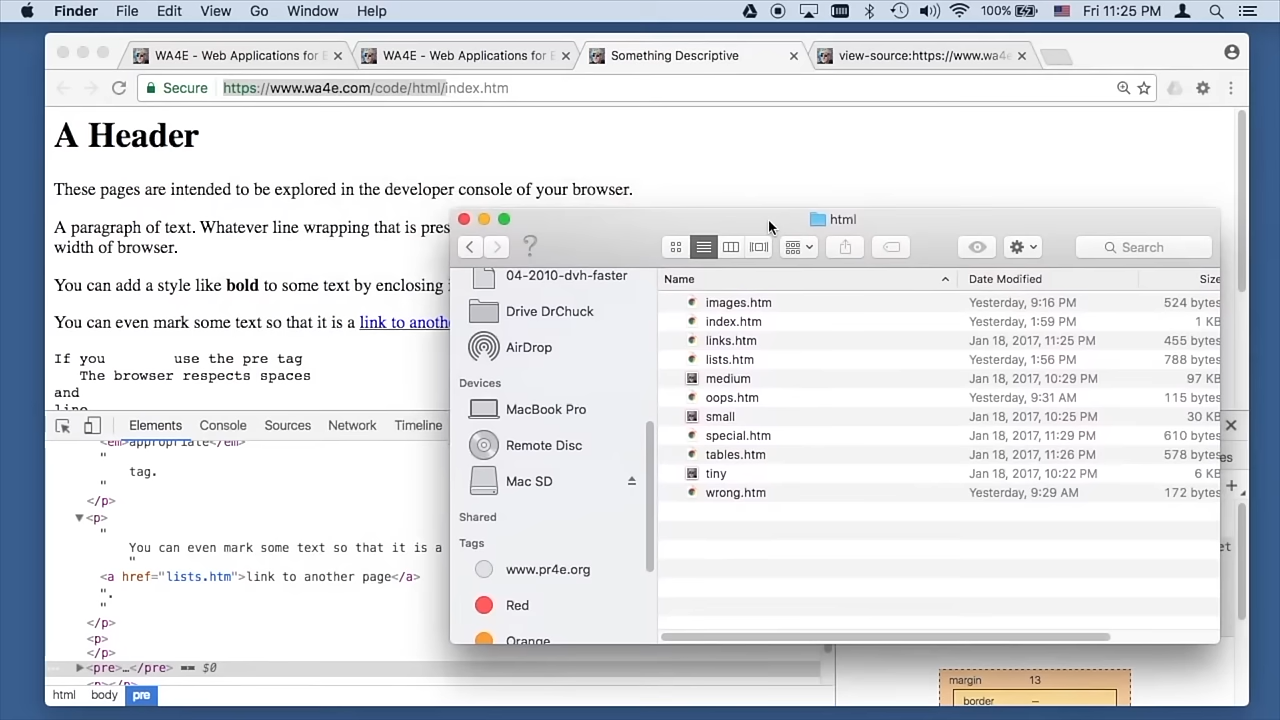 Finder File Edit View Go Window Help 100% Fri 11:25 PM
WA4E - Web Applications for E WA4E - Web Applications for E Something Descriptive view-source:https://www.wa4e
Secure https://www.wa4e.com/code/html/index.htm
A Header
These pages are intended to be explored in the developer console of your browser.
A paragraph of text. Whatever line wrapping that is pres
width of browser.
You can add a style like bold to some text by enclosing
You can even mark some text so that it is a link to anoth
If you use the pre tag
The browser respects spaces
and
line
html
Search
04-2010-dvh-faster
Drive DrChuck
AirDrop
Devices
MacBook Pro
Remote Disc
Mac SD
Shared
Tags
www.pr4e.org
Red
Orange
Name Date Modified Size
images.htm Yesterday, 9:16 PM 524 bytes
index.htm Yesterday, 1:59 PM 1 KB
links.htm Jan 18, 2017, 11:25 PM 455 bytes
lists.htm Yesterday, 1:56 PM 788 bytes
medium Jan 18, 2017, 10:29 PM 97 KB
oops.htm Yesterday, 9:31 AM 115 bytes
small Jan 18, 2017, 10:25 PM 30 KB
special.htm Jan 18, 2017, 11:29 PM 610 bytes
tables.htm Jan 18, 2017, 11:26 PM 578 bytes
tiny Jan 18, 2017, 10:22 PM 6 KB
wrong.htm Yesterday, 9:29 AM 172 bytes
Elements Console Sources Network Timeline
<em>appropriate</em>
"
tag.
"
</p>
<p>
"
You can even mark some text so that it is a
"
<a href="lists.htm">link to another page</a>
".
"
</p>
<p>
</p>
<pre>…</pre> == $0
html body pre
margin 13
border –